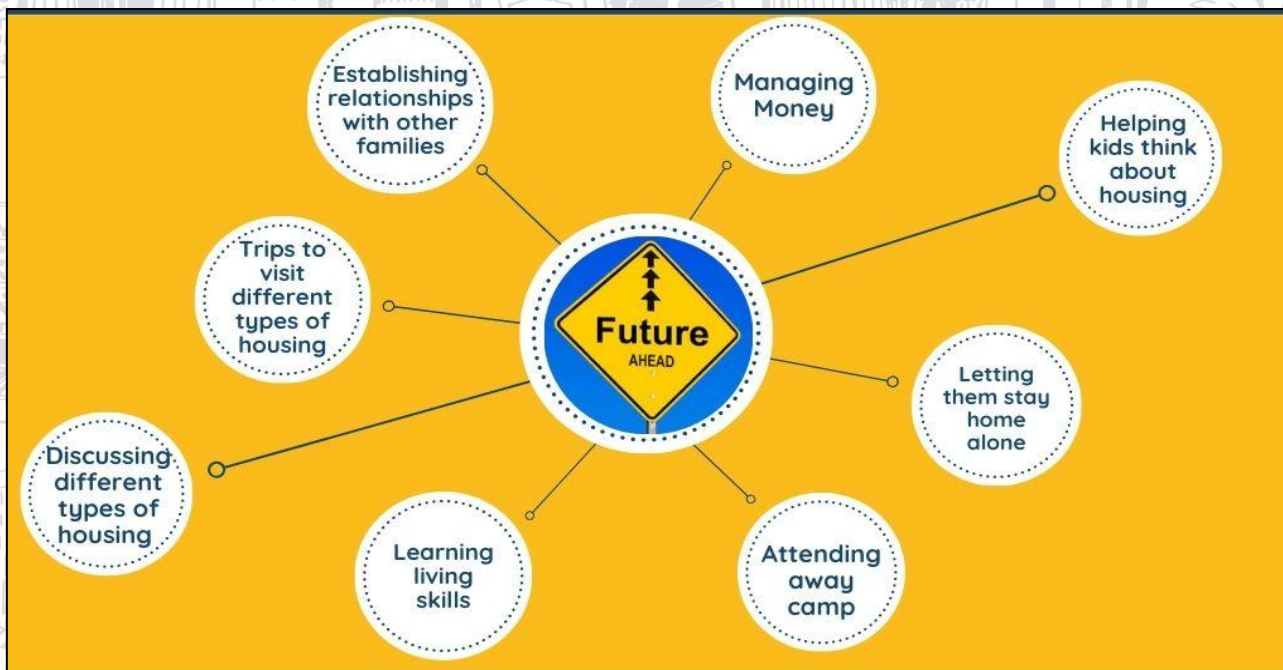 Establishing
relationships
with other
families
Managing
Money
Helping
kids think
about
housing
Trips to
visit
different
types of
housing
Future
AHEAD
Letting
them stay
home
alone
Discussing
different
types of
housing
Learning
living
skills
Attending
away
camp